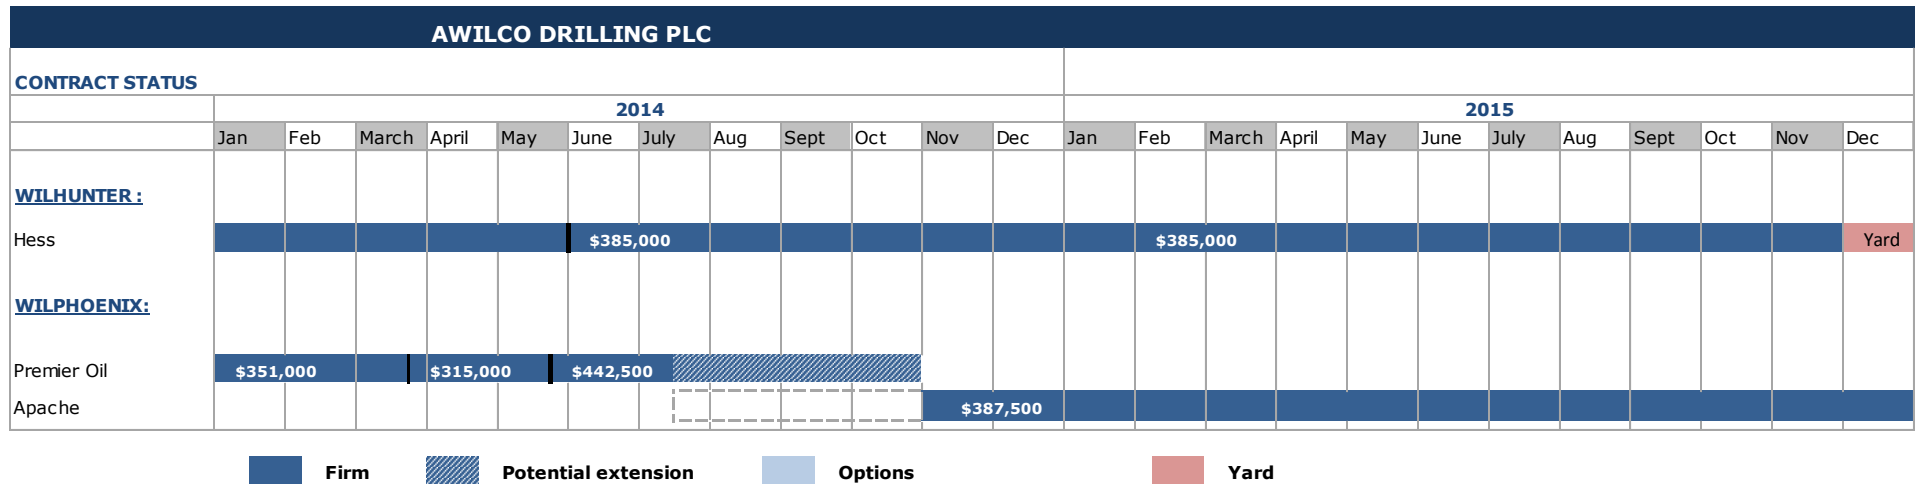 AWILCO DRILLING PLC
CONTRACT STATUS
2014 2015
Jan Feb March April May June July Aug Sept Oct Nov Dec Jan Feb March April May June July Aug Sept Oct Nov Dec
WILHUNTER :
Hess $385,000 $385,000 Yard
WILPHOENIX:
Premier Oil $351,000 $315,000 $442,500
Apache $387,500
Firm Potential extension Options Yard